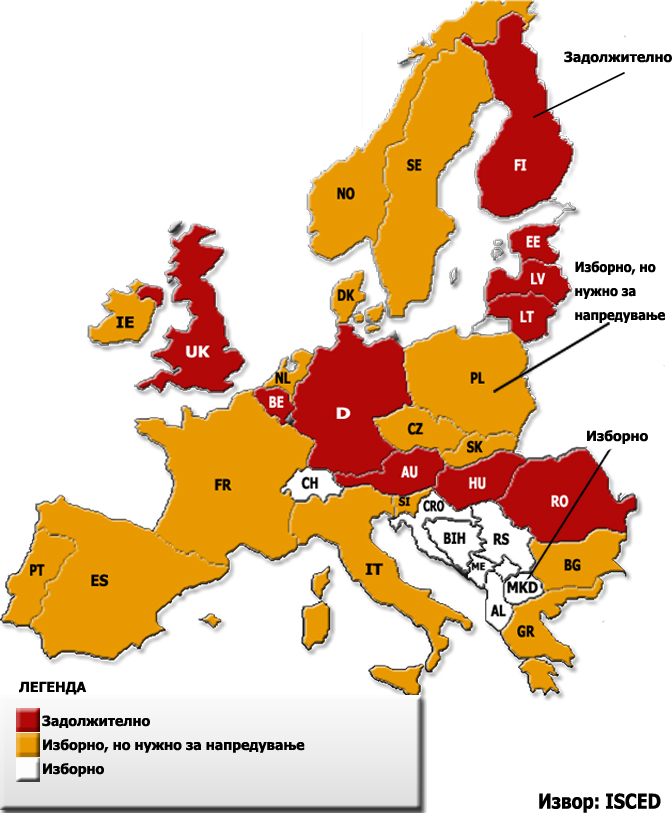 Задолжително
FI
SE
NO
EE
Изборно, но
нужно за
напредување
LV
DK
LT
IE
UK
NL
PL
BE
D
CZ
Изборно
SK
AU
CH
FR
HU
RO
SI
CRO
BIH
RS
BG
PT
ES
IT
ME
MKD
AL
GR
ЛЕГЕНДА
Задолжително
Изборно, но нужно за напредување
Изборно
Извор: ISCED